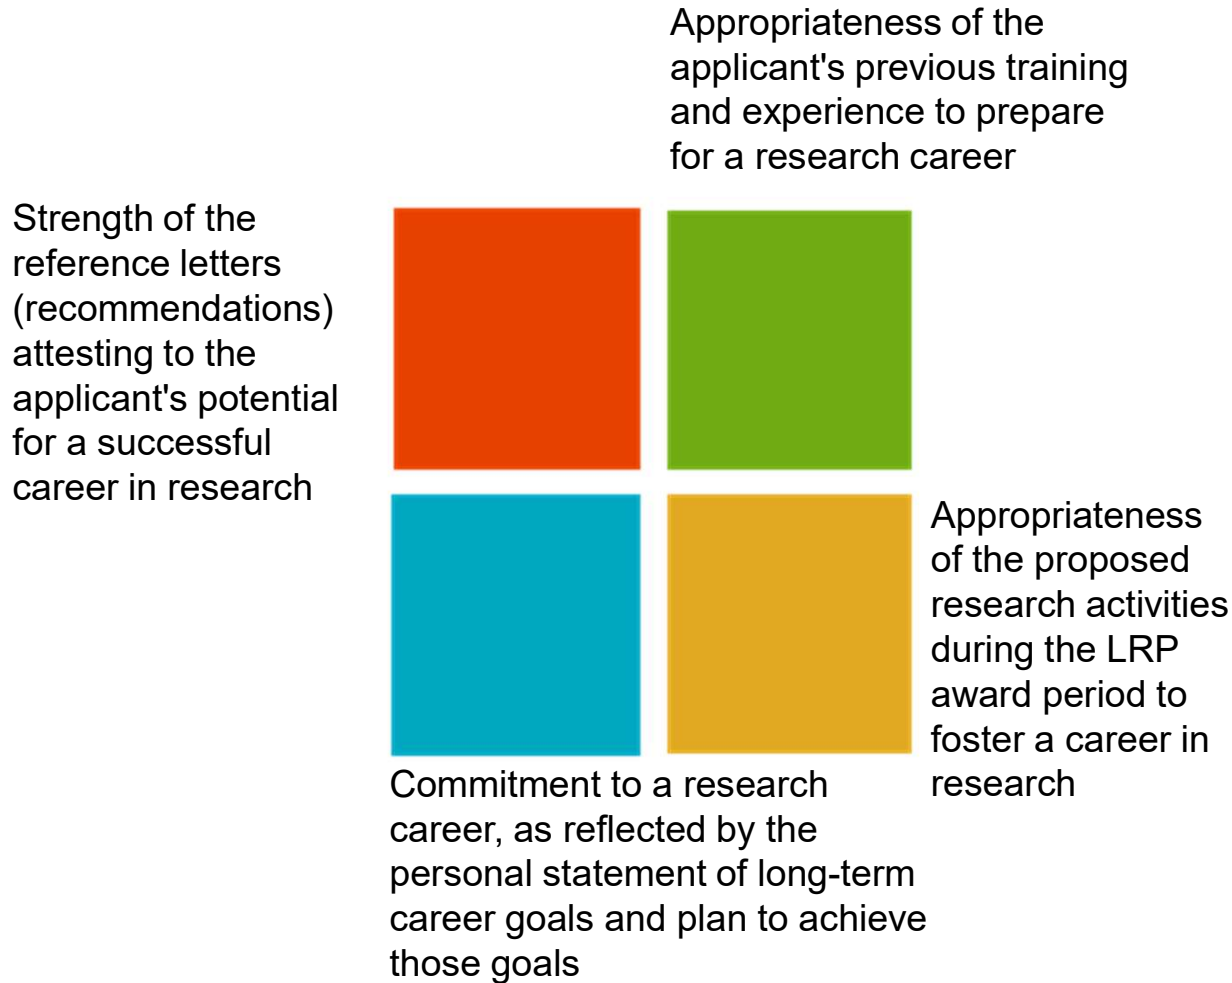 Appropriateness of the
applicant's previous training
and experience to prepare
for a research career
Strength of the
reference letters
(recommendations)
attesting to the
applicant's potential
for a successful
career in research
Appropriateness
of the proposed
research activities
during the LRP
award period to
foster a career in
research
Commitment to a research
career, as reflected by the
personal statement of long-term
career goals and plan to achieve
those goals